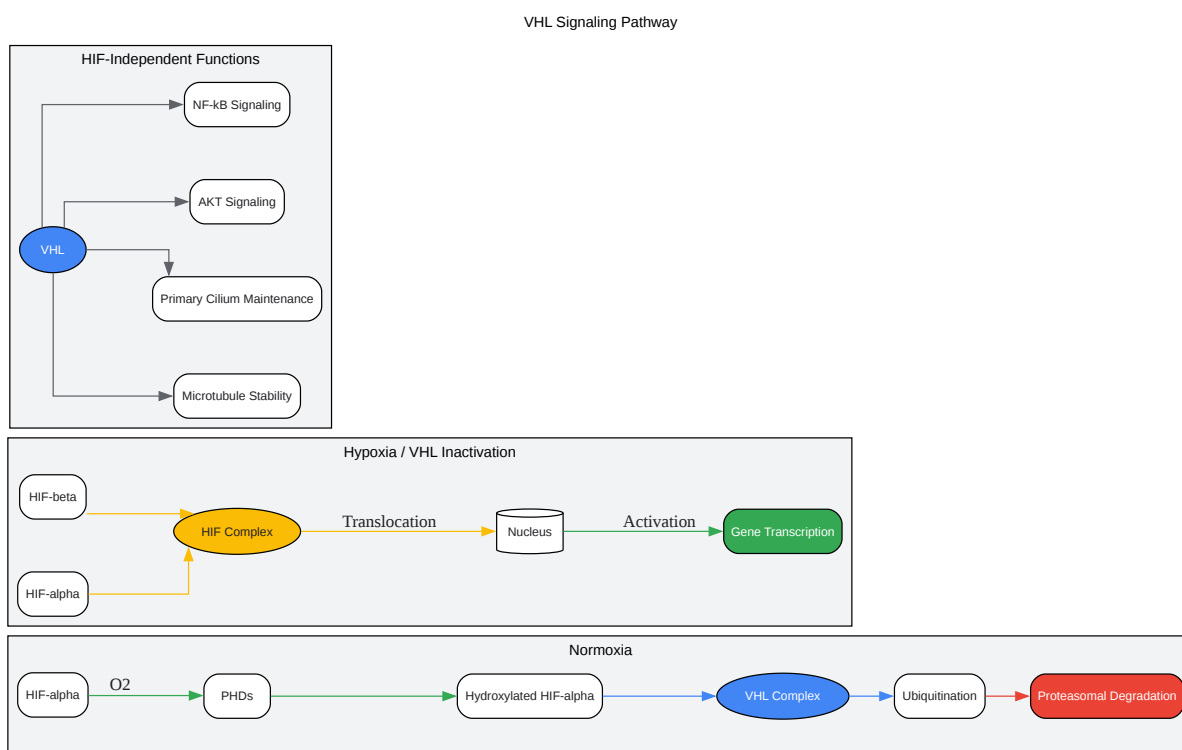 VHL Signaling Pathway
HIF-Independent Functions
NF-kB Signaling
AKT Signaling
VHL
Primary Cilium Maintenance
Microtubule Stability
Hypoxia / VHL Inactivation
HIF-beta
HIF Complex
Translocation
Nucleus
Activation
Gene Transcription
HIF-alpha
Normoxia
HIF-alpha
O2
PHDs
Hydroxylated HIF-alpha
VHL Complex
Ubiquitination
Proteasomal Degradation